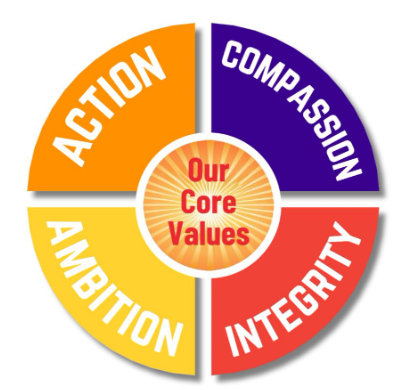 ACTION
COMPASSION
Our
Core
Values
AMBITION
INTEGRITY